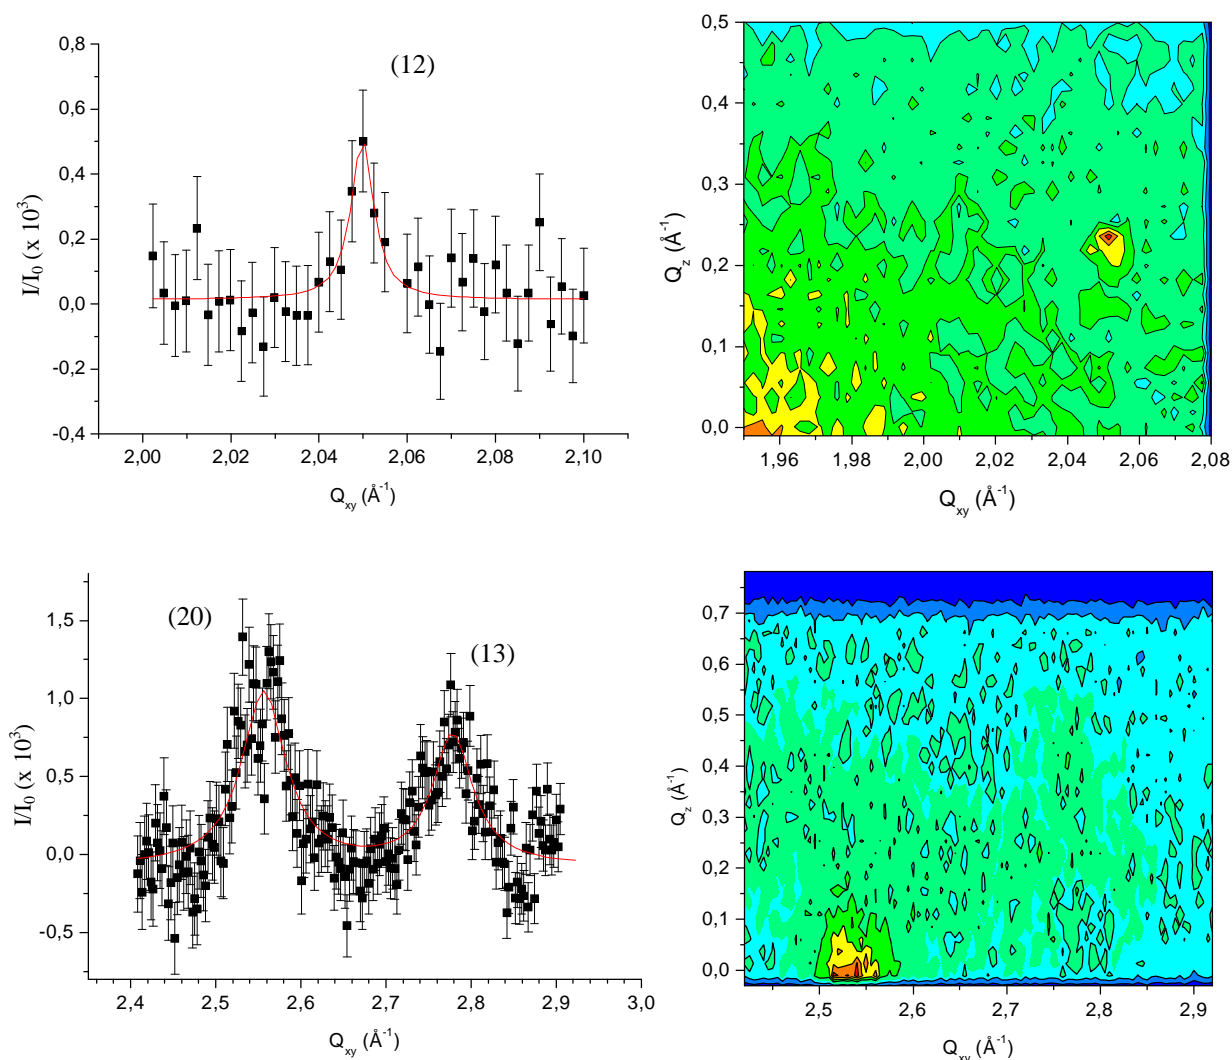 (12)
0,8
0,6
0,4
0,2
0,0
-0,2
-0,4
I/I0 (x 10³)
2,00 2,02 2,04 2,06 2,08 2,10
Qxy (Å⁻¹)
0,5
0,4
0,3
0,2
0,1
0,0
Qz (Å⁻¹)
1,96 1,98 2,00 2,02 2,04 2,06 2,08
Qxy (Å⁻¹)
(20)
(13)
1,5
1,0
0,5
0,0
-0,5
I/I0 (x 10³)
2,4 2,5 2,6 2,7 2,8 2,9 3,0
Qxy (Å⁻¹)
0,7
0,6
0,5
0,4
0,3
0,2
0,1
0,0
Qz (Å⁻¹)
2,5 2,6 2,7 2,8 2,9
Qxy (Å⁻¹)